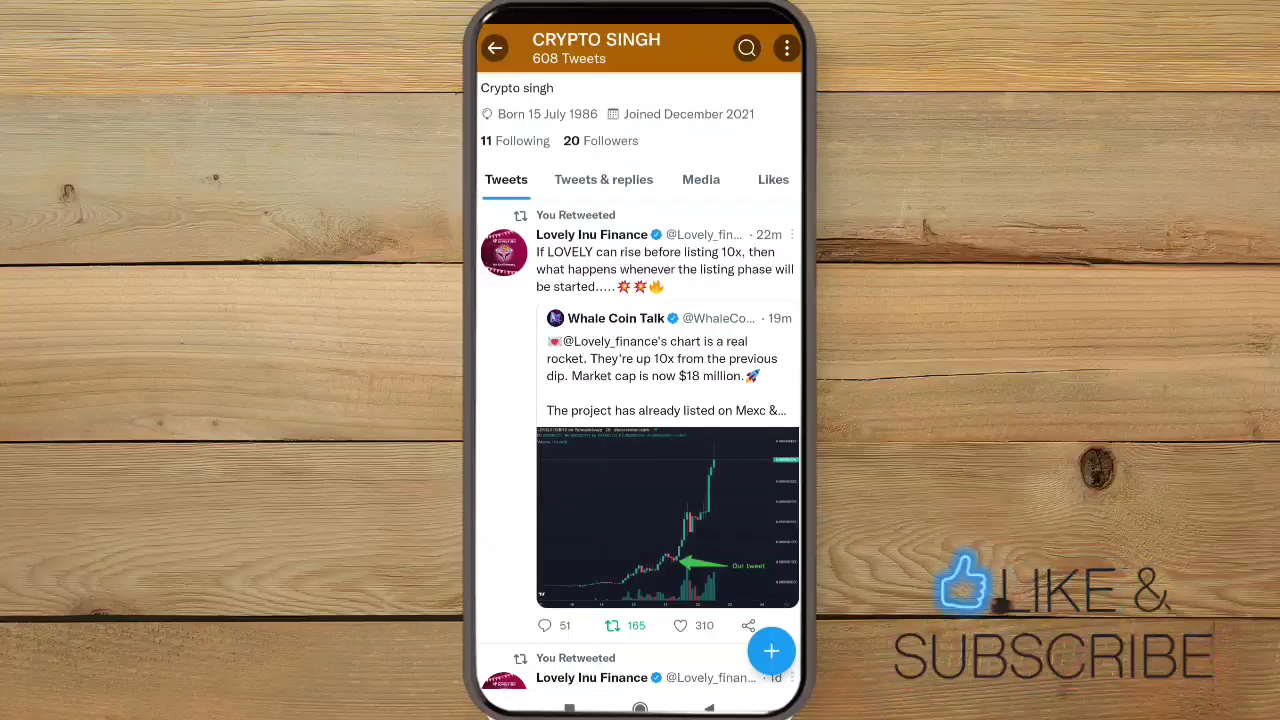 CRYPTO SINGH
608 Tweets
Crypto singh
Born 15 July 1986 Joined December 2021
11 Following 20 Followers
Tweets Tweets & replies Media Likes
You Retweeted
Lovely Inu Finance @Lovely_fin... · 22m
If LOVELY can rise before listing 10x, then
what happens whenever the listing phase will
be started.....💥💥🔥
Whale Coin Talk @WhaleCo... · 19m
💌@Lovely_finance's chart is a real
rocket. They're up 10x from the previous
dip. Market cap is now $18 million.🚀
The project has already listed on Mexc &...
Our tweet
51 165 310
You Retweeted
Lovely Inu Finance @Lovely_finan... · 1d
LIKE &
SUBSCRIBE